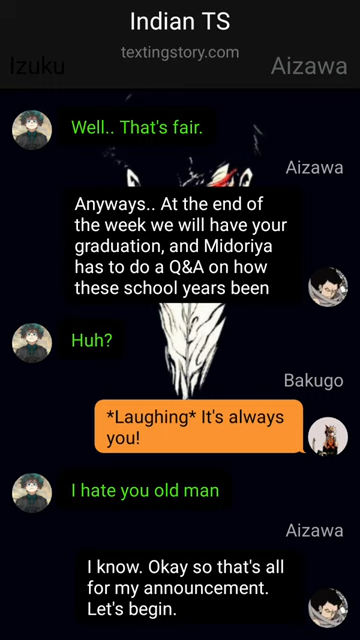 Indian TS
textingstory.com
Izuku
Aizawa
Well.. That's fair.
Aizawa
Anyways.. At the end of
the week we will have your
graduation, and Midoriya
has to do a Q&A on how
these school years been
Huh?
Bakugo
*Laughing* It's always
you!
I hate you old man
Aizawa
I know. Okay so that's all
for my announcement.
Let's begin.